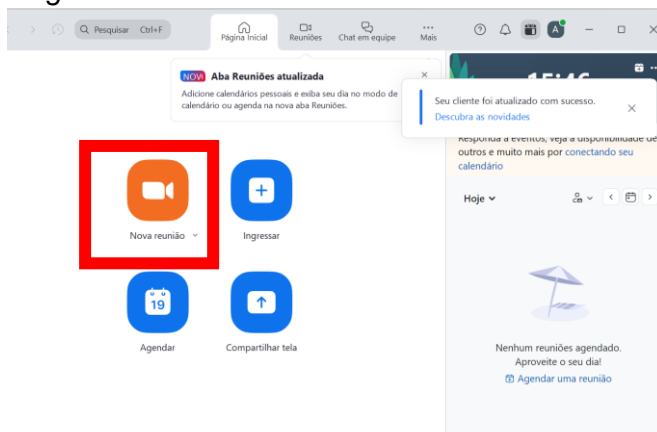 Pesquisar Ctrl+F
Página Inicial
Reuniões
Chat em equipe
Mais
A
NOVO Aba Reuniões atualizada
Adicione calendários pessoais e exiba seu dia no modo de
calendário ou agenda na nova aba Reuniões.
Seu cliente foi atualizado com sucesso.
Descubra as novidades
Responda a eventos, veja a disponibilidade de
outros e muito mais por conectando seu
calendário
Hoje
Nova reunião
Ingressar
19
Agendar
Compartilhar tela
Nenhum reuniões agendado.
Aproveite o seu dia!
Agendar uma reunião